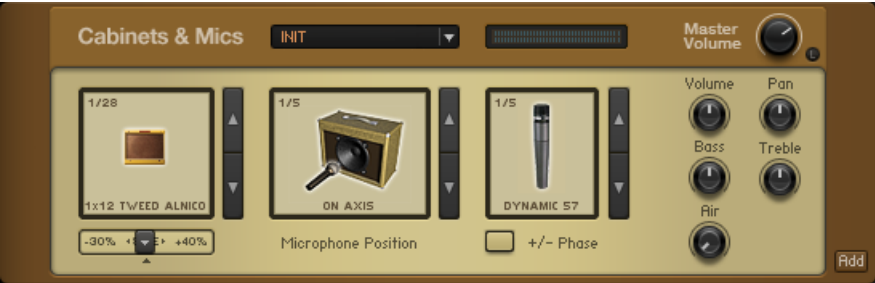 Cabinets & Mics
INIT
Master
Volume
L
1/28
1x12 TWEED ALNICO
1/5
ON AXIS
1/5
DYNAMIC 57
Volume
Pan
Bass
Treble
Air
-30%
+40%
Microphone Position
+/- Phase
Add